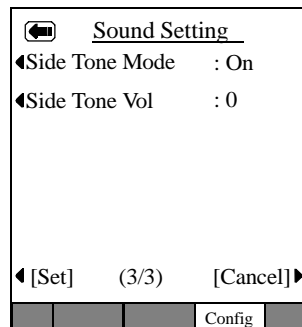 Sound Setting
Side Tone Mode : On
Side Tone Vol : 0
[Set] (3/3) [Cancel]
Config